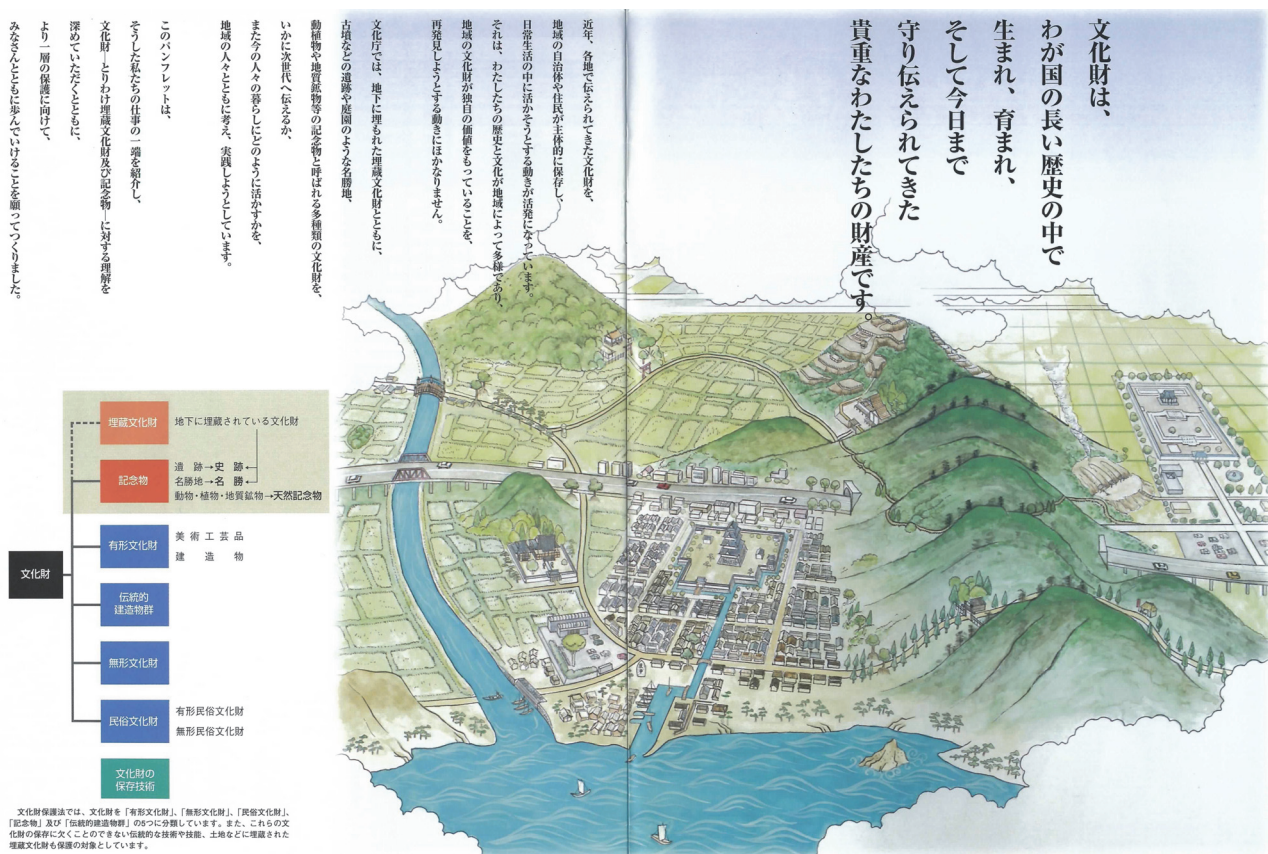 文化財は、
わが国の長い歴史の中で
生まれ、育まれ、
そして今日まで
守り伝えられてきた
貴重なわたしたちの財産です。
近年、各地で伝えられてきた文化財を、
地域の自治体や住民が主体的に保存し、
日常生活の中に活かそうとする動きが活発になっています。
それは、わたしたちの歴史と文化が地域によって多様であり、
地域の文化財が独自の価値をもっていることを、
再発見しようとする動きにほかなりません。
文化庁では、地下に埋もれた埋蔵文化財とともに、
古墳などの遺跡や庭園のような名勝地、
動植物や地質鉱物等の記念物と呼ばれる多種類の文化財を、
いかに次世代へ伝えるか、
また今の人々の暮らしにどのように活かすかを、
地域の人々とともに考え、実践しようとしています。
このパンフレットは、
そうした私たちの仕事の一端を紹介し、
文化財―とりわけ埋蔵文化財及び記念物―に対する理解を
深めていただくとともに、
より一層の保護に向けて、
みなさんとともに歩んでいけることを願ってつくりました。
文化財
埋蔵文化財
地下に埋蔵されている文化財
記念物
遺 跡→史 跡←
名勝地→名 勝←
動物・植物・地質鉱物→天然記念物
有形文化財
美術工芸品
建造物
伝統的
建造物群
無形文化財
民俗文化財
有形民俗文化財
無形民俗文化財
文化財の
保存技術
文化財保護法では、文化財を「有形文化財」、「無形文化財」、「民俗文化財」、
「記念物」及び「伝統的建造物群」の5つに分類しています。また、これらの文
化財の保存に欠くことのできない伝統的な技術や技能、土地などに埋蔵された
埋蔵文化財も保護の対象としています。